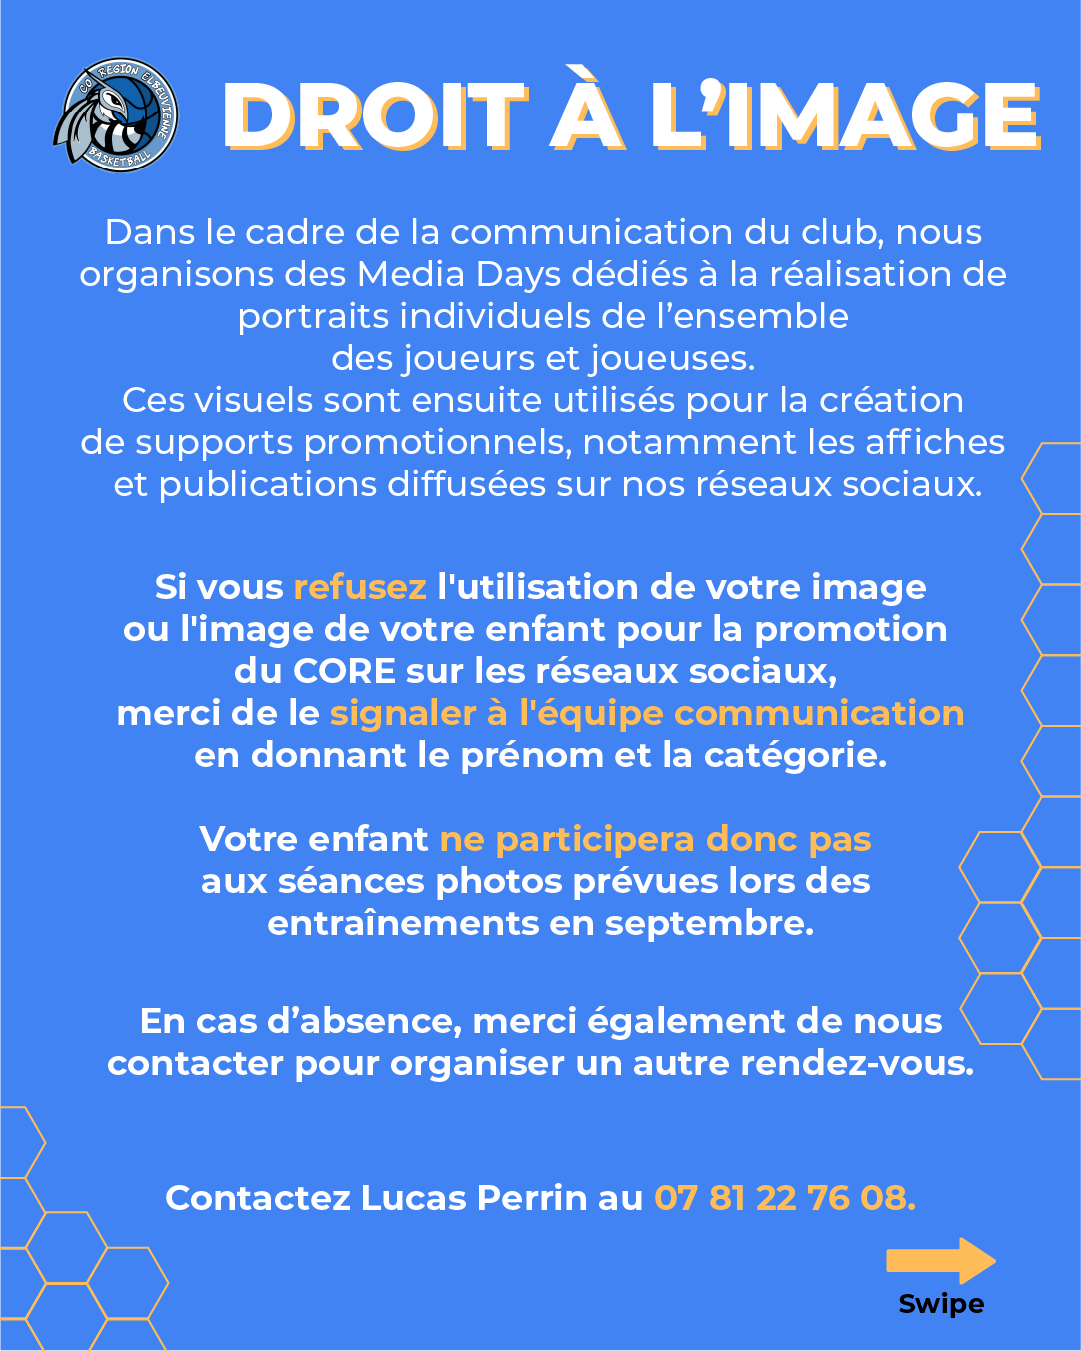 CO REGION ELBEUVIENNE
BASKETBALL
DROIT À L’IMAGE
Dans le cadre de la communication du club, nous
organisons des Media Days dédiés à la réalisation de
portraits individuels de l’ensemble
des joueurs et joueuses.
Ces visuels sont ensuite utilisés pour la création
de supports promotionnels, notamment les affiches
et publications diffusées sur nos réseaux sociaux.
Si vous refusez l'utilisation de votre image
ou l'image de votre enfant pour la promotion
du CORE sur les réseaux sociaux,
merci de le signaler à l'équipe communication
en donnant le prénom et la catégorie.
Votre enfant ne participera donc pas
aux séances photos prévues lors des
entraînements en septembre.
En cas d’absence, merci également de nous
contacter pour organiser un autre rendez-vous.
Contactez Lucas Perrin au 07 81 22 76 08.
Swipe